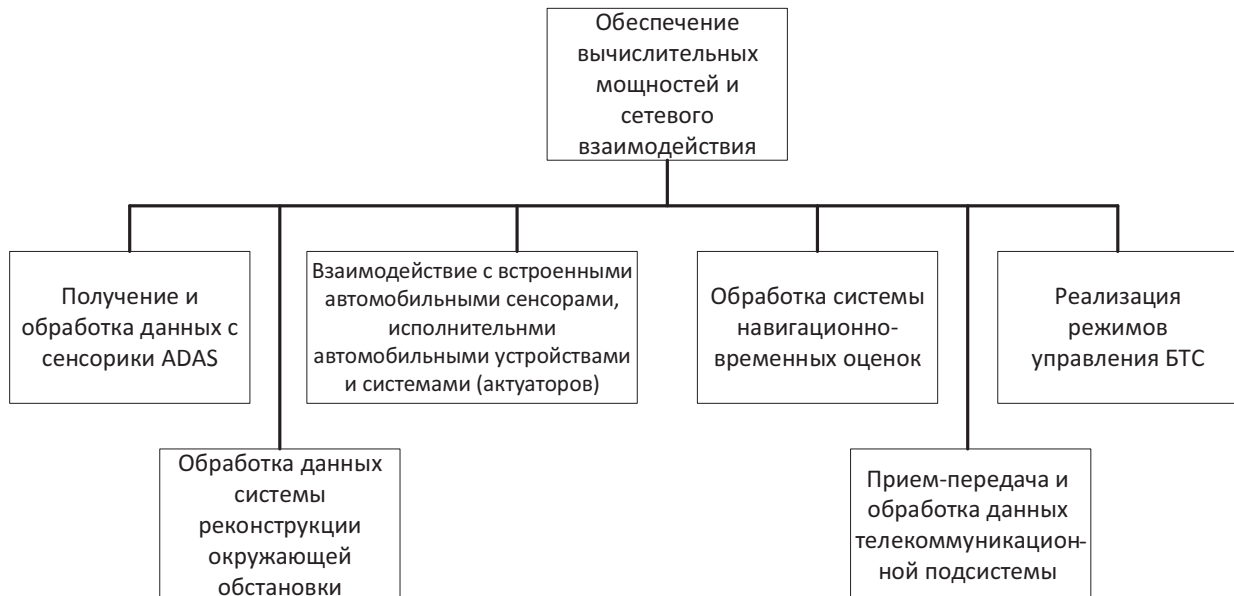 Обеспечение
вычислительных
мощностей и
сетевого
взаимодействия
Получение и
обработка данных с
сенсорики ADAS
Взаимодействие с встроенными
автомобильными сенсорами,
исполнительнми
автомобильными устройствами
и системами (актуаторов)
Обработка системы
навигационно-
временных оценок
Реализация
режимов
управления БТС
Обработка данных
системы
реконструкции
окружающей
обстановки
Прием-передача и
обработка данных
телекоммуникацион-
ной подсистемы